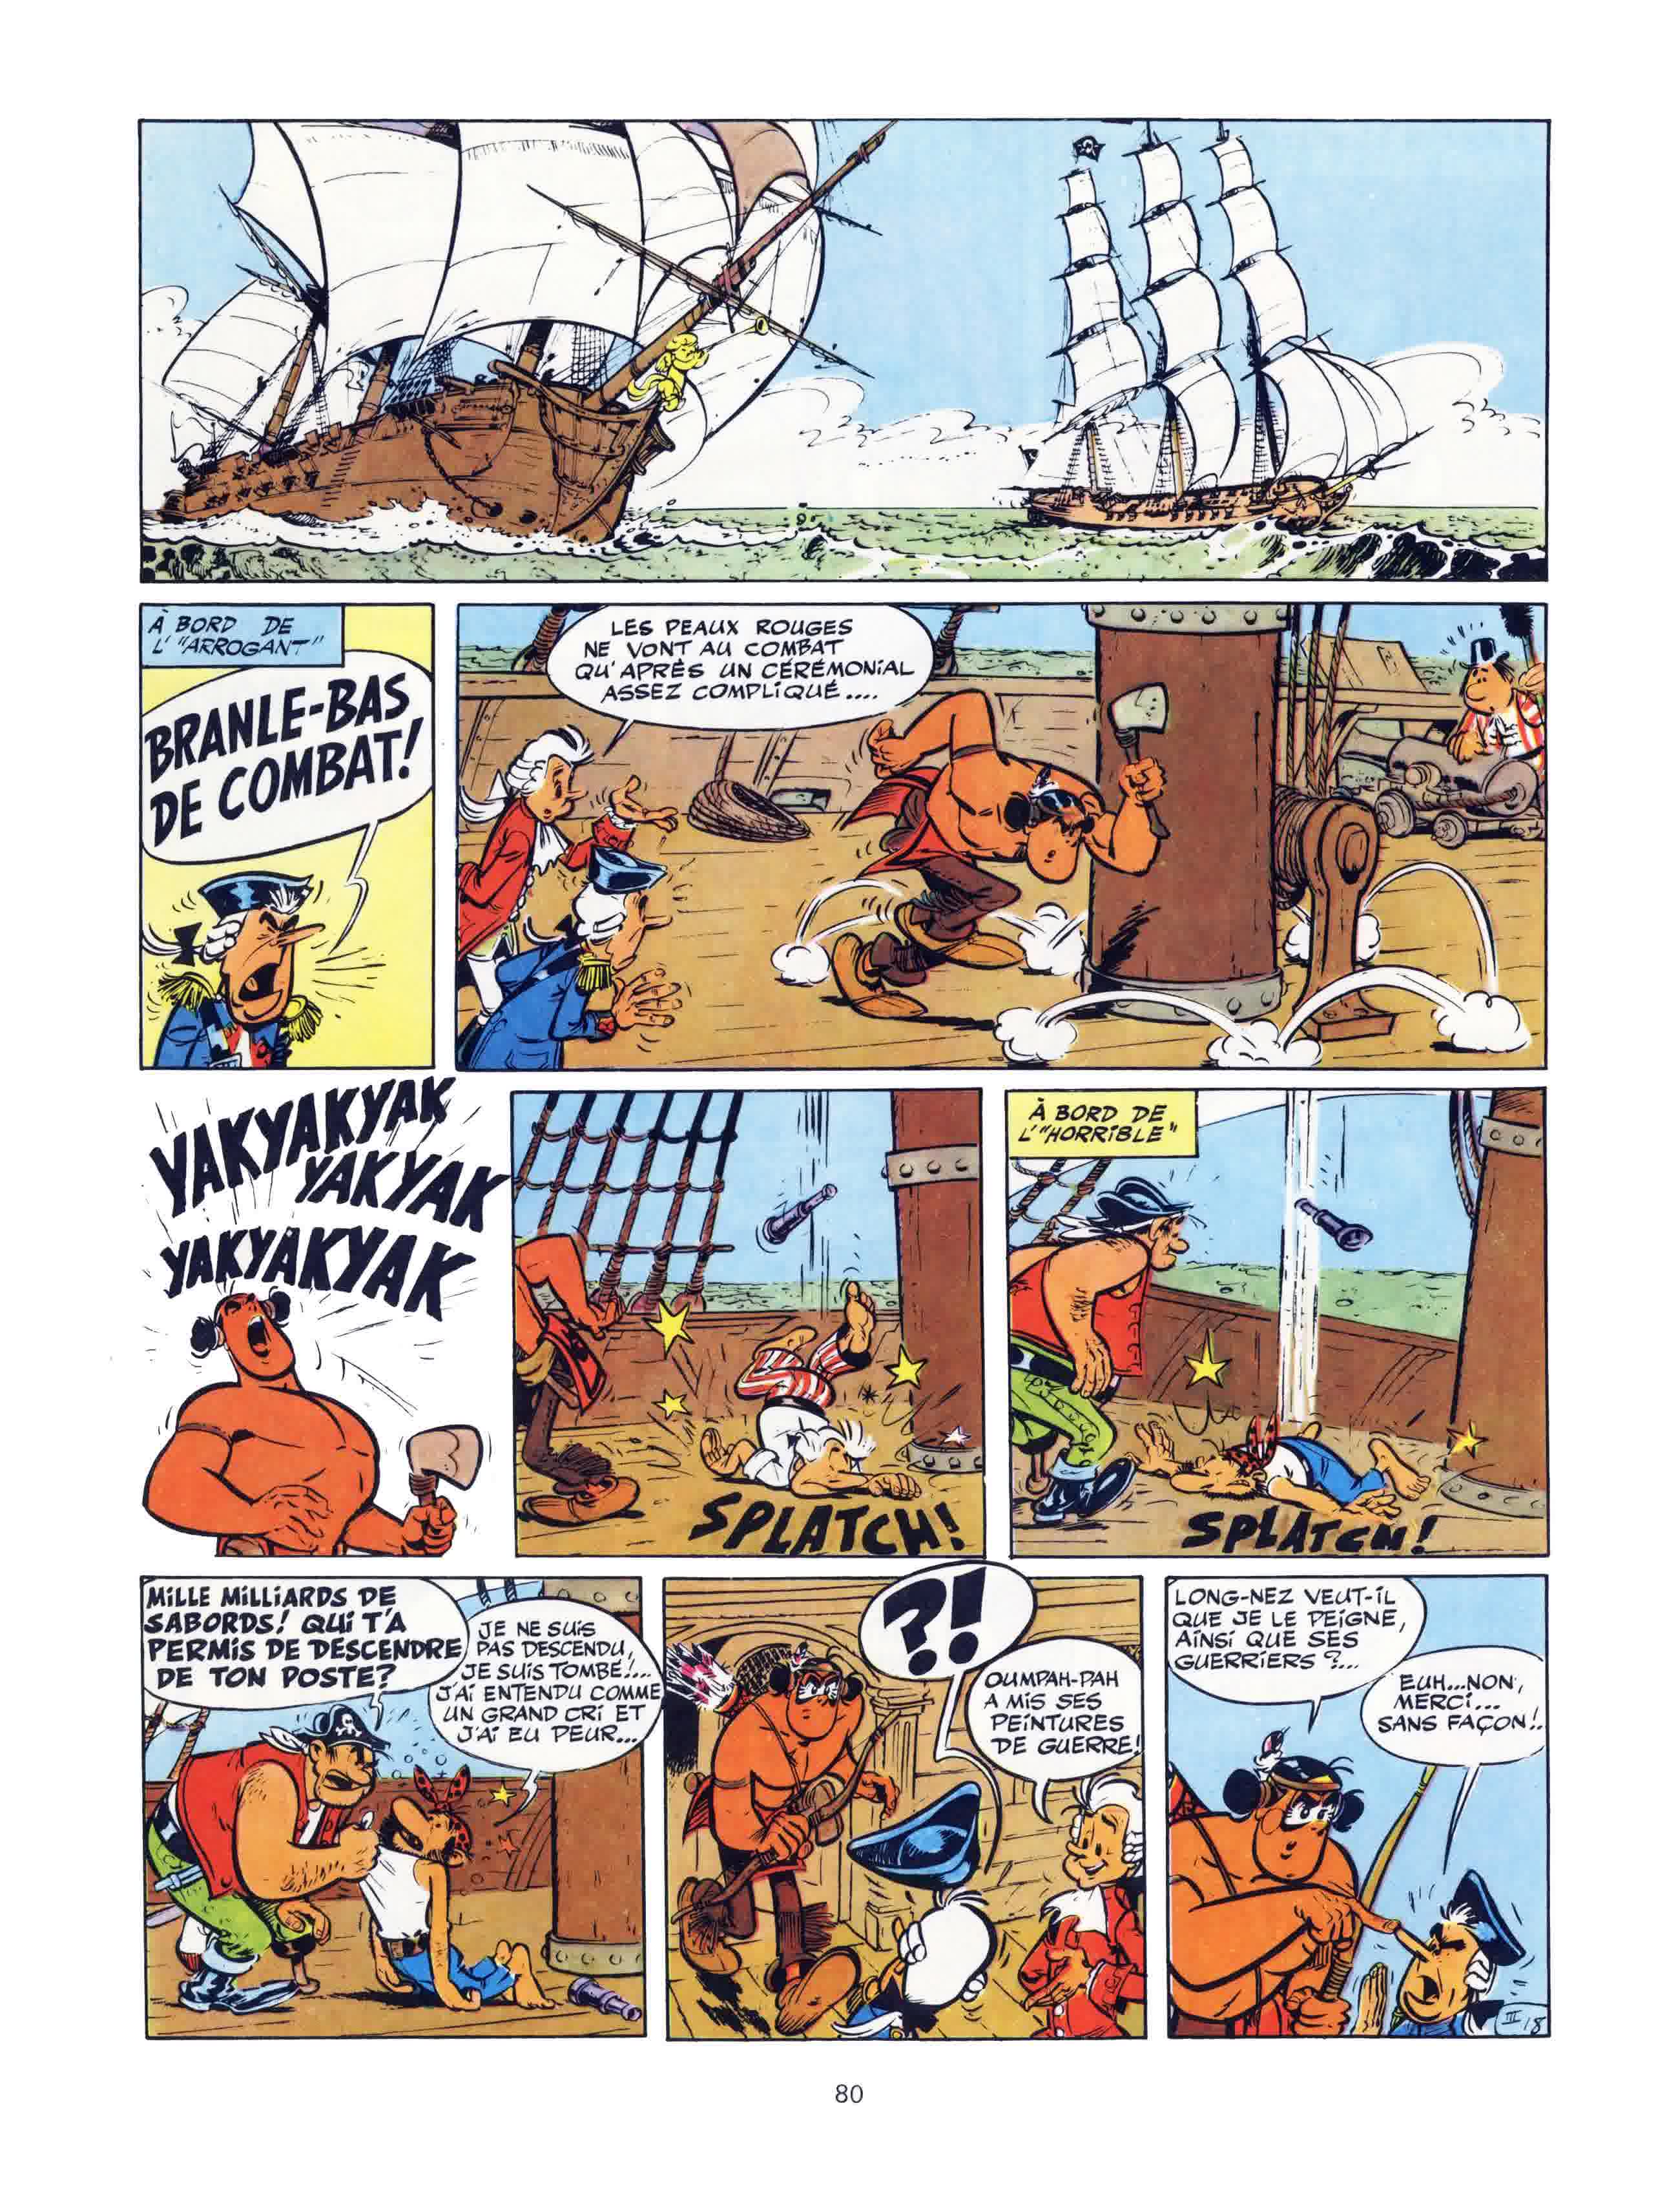 À BORD DE
L' "ARROGANT"
BRANLE-BAS
DE COMBAT!
LES PEAUX ROUGES
NE VONT AU COMBAT
QU'APRÈS UN CÉRÉMONIAL
ASSEZ COMPLIQUÉ....
YAKYAKYAK
YAKYAK
YAKYAKYAK
SPLATCH!
À BORD DE
L' "HORRIBLE"
SPLATCH!
MILLE MILLIARDS DE
SABORDS! QUI T'A
PERMIS DE DESCENDRE
DE TON POSTE?
JE NE SUIS
PAS DESCENDU,
JE SUIS TOMBÉ!...
J'AI ENTENDU COMME
UN GRAND CRI ET
J'AI EU PEUR...
?!
OUMPAH-PAH
A MIS SES
PEINTURES
DE GUERRE!
LONG-NEZ VEUT-IL
QUE JE LE PEIGNE,
AINSI QUE SES
GUERRIERS ?...
EUH...NON,
MERCI...
SANS FAÇON!.
III 18
80